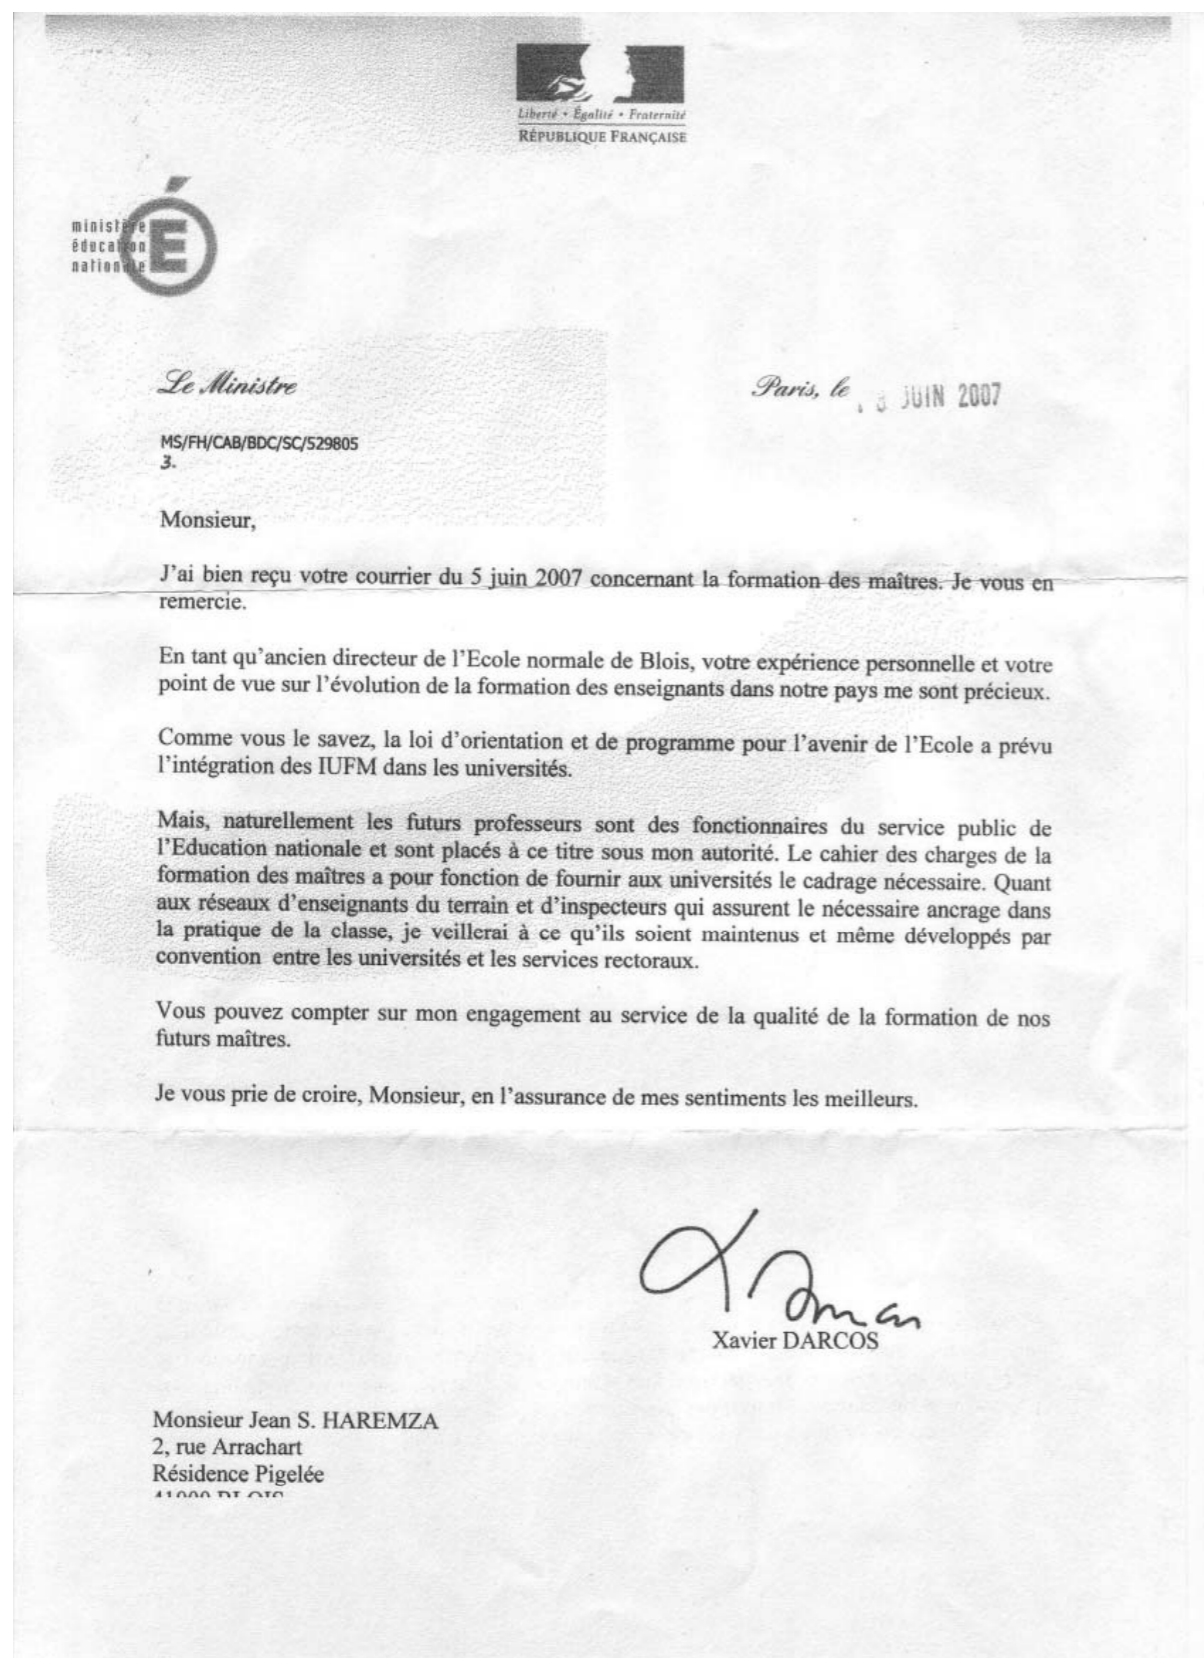 Liberté • Égalité • Fraternité
RÉPUBLIQUE FRANÇAISE
ministère
éducation
nationale
É
Le Ministre
Paris, le
JUIN 2007
MS/FH/CAB/BDC/SC/529805
3.
Monsieur,
J'ai bien reçu votre courrier du 5 juin 2007 concernant la formation des maîtres. Je vous en
remercie.
En tant qu'ancien directeur de l'Ecole normale de Blois, votre expérience personnelle et votre
point de vue sur l'évolution de la formation des enseignants dans notre pays me sont précieux.
Comme vous le savez, la loi d'orientation et de programme pour l'avenir de l'Ecole a prévu
l'intégration des IUFM dans les universités.
Mais, naturellement les futurs professeurs sont des fonctionnaires du service public de
l'Education nationale et sont placés à ce titre sous mon autorité. Le cahier des charges de la
formation des maîtres a pour fonction de fournir aux universités le cadrage nécessaire. Quant
aux réseaux d'enseignants du terrain et d'inspecteurs qui assurent le nécessaire ancrage dans
la pratique de la classe, je veillerai à ce qu'ils soient maintenus et même développés par
convention entre les universités et les services rectoraux.
Vous pouvez compter sur mon engagement au service de la qualité de la formation de nos
futurs maîtres.
Je vous prie de croire, Monsieur, en l'assurance de mes sentiments les meilleurs.
Xavier DARCOS
Monsieur Jean S. HAREMZA
2, rue Arrachart
Résidence Pigelée
41000 BLOIS